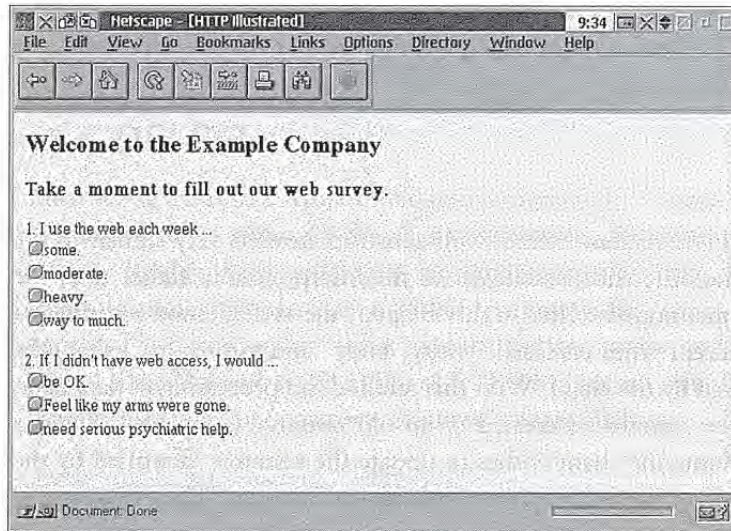 Netscape - [HTTP Illustrated] 9:34
File Edit View Go Bookmarks Links Options Directory Window Help
Welcome to the Example Company
Take a moment to fill out our web survey.
1. I use the web each week ...
some.
moderate.
heavy.
way to much.
2. If I didn't have web access, I would ...
be OK.
Feel like my arms were gone.
need serious psychiatric help.
Document: Done